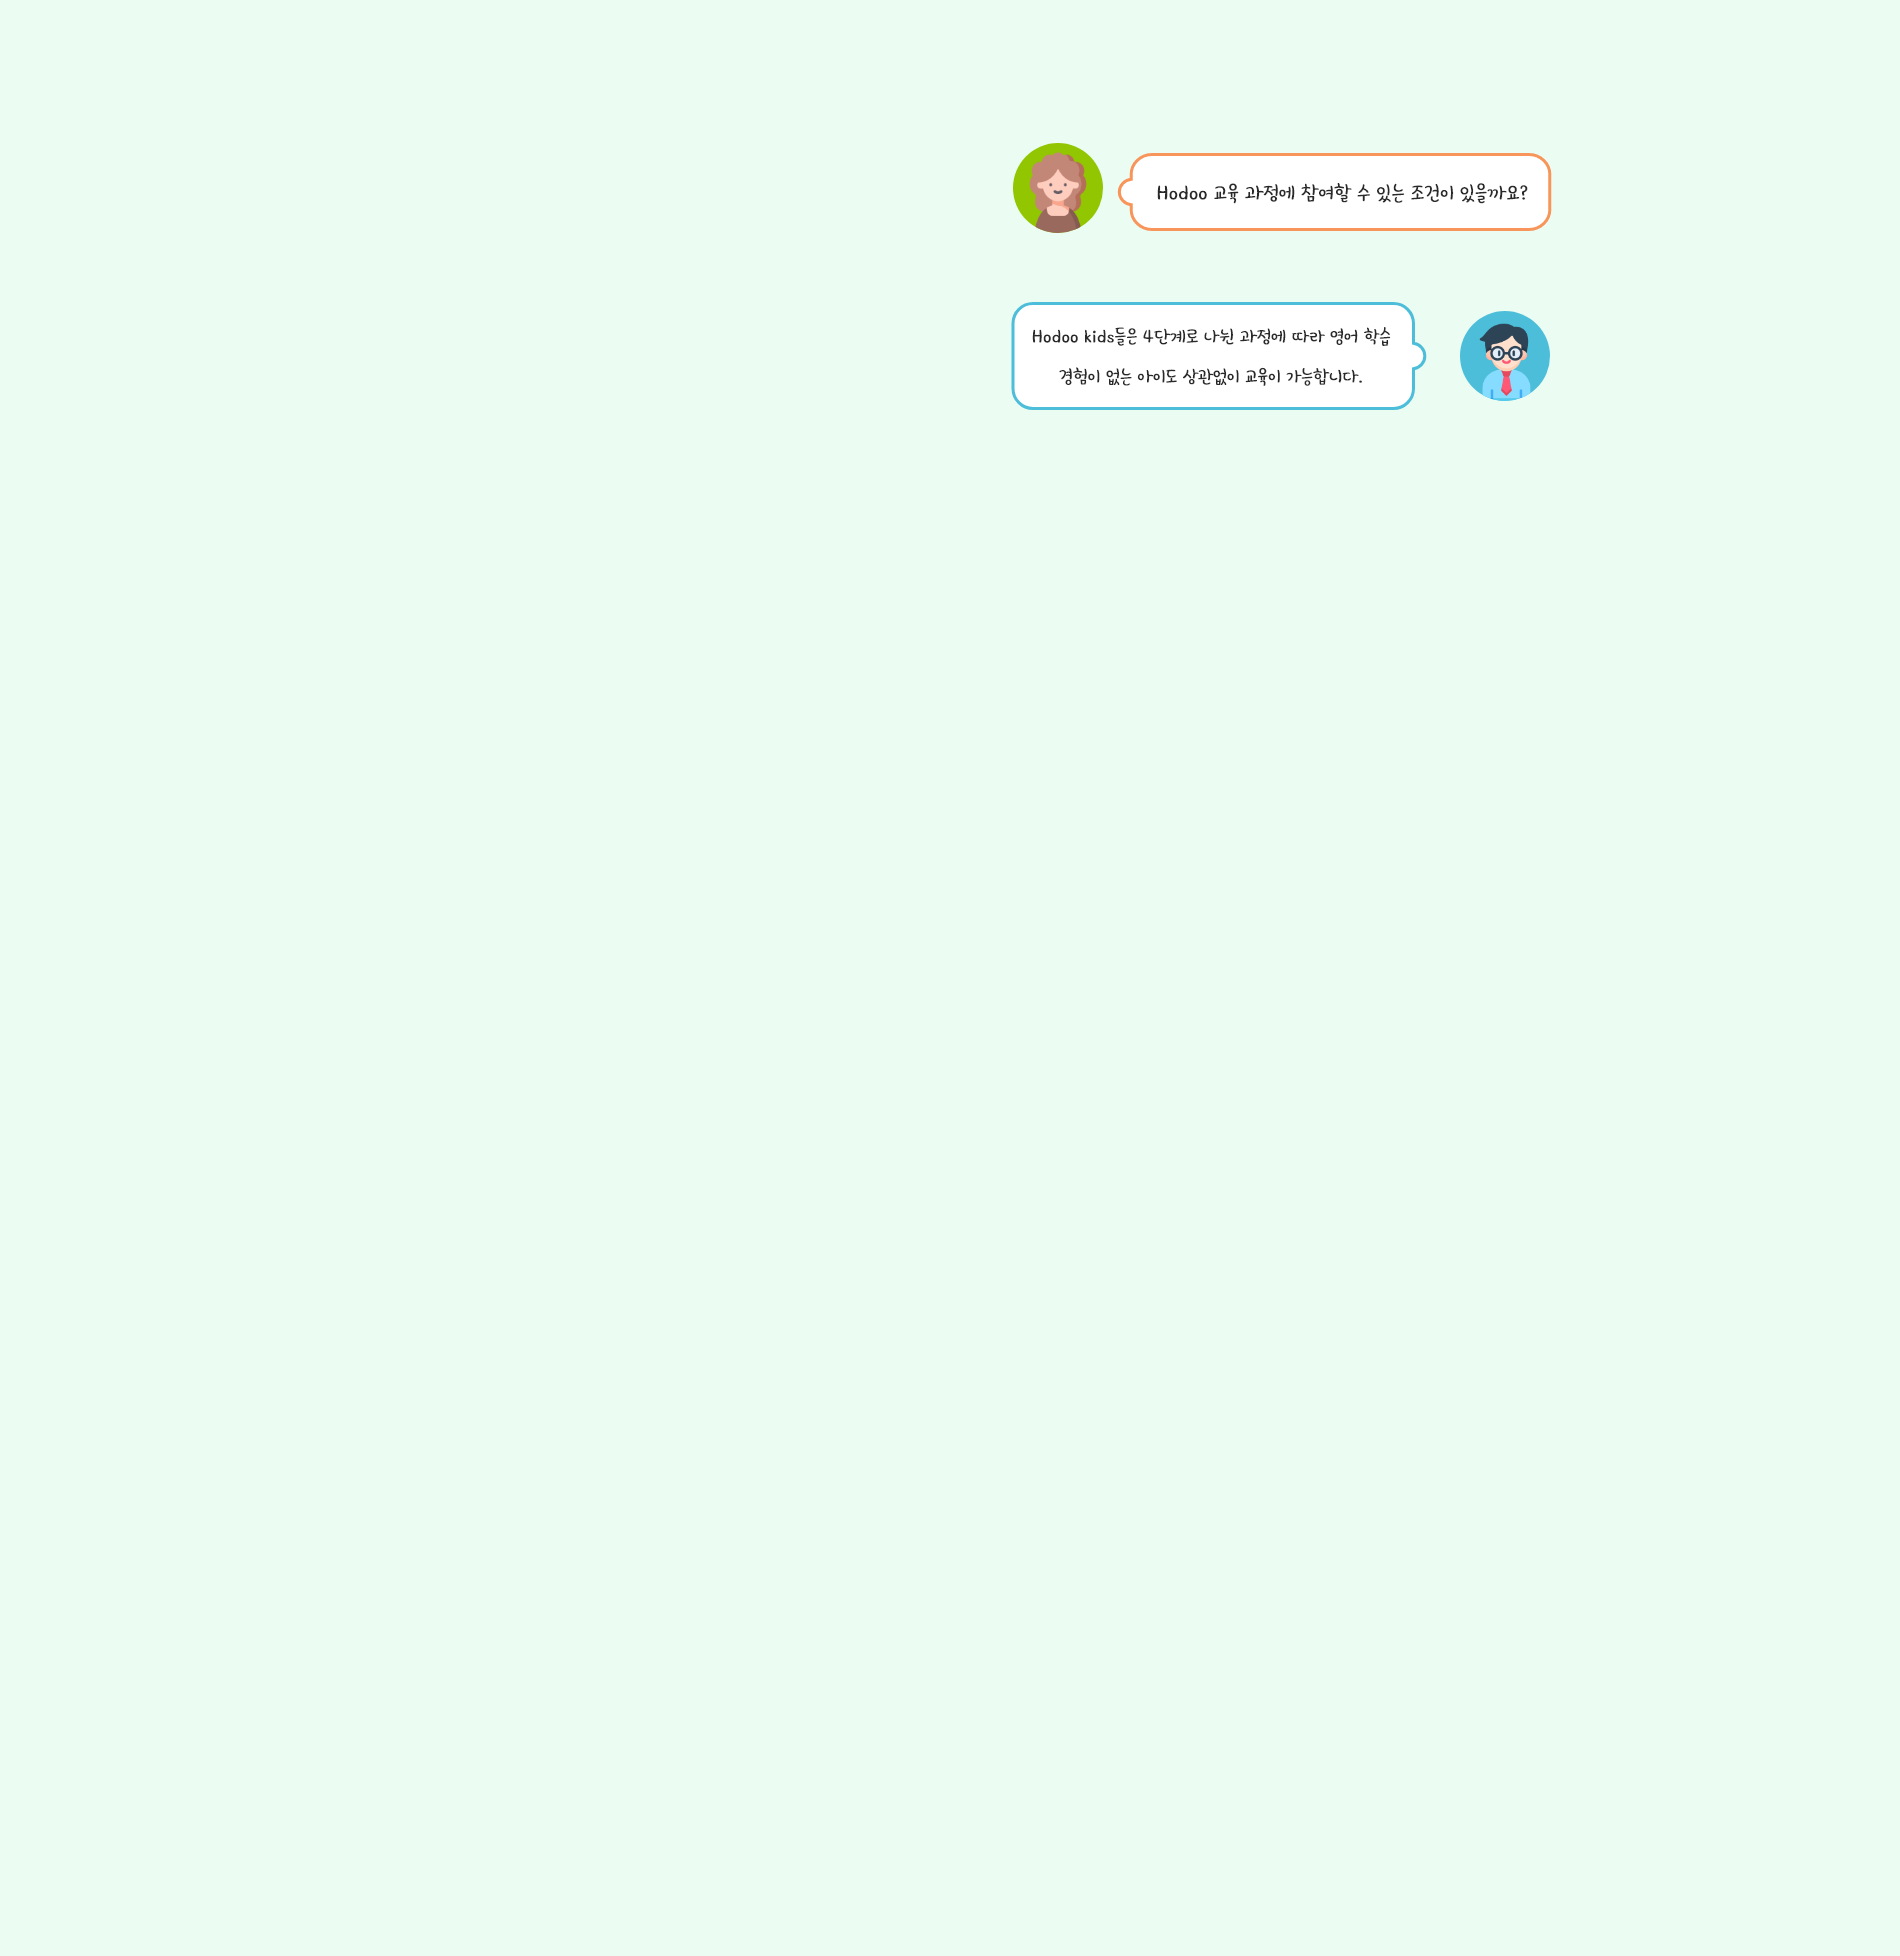 Hodoo 교육 과정에 참여할 수 있는 조건이 있을까요?
Hodoo kids들은 4단계로 나뉜 과정에 따라 영어 학습
경험이 없는 아이도 상관없이 교육이 가능합니다.